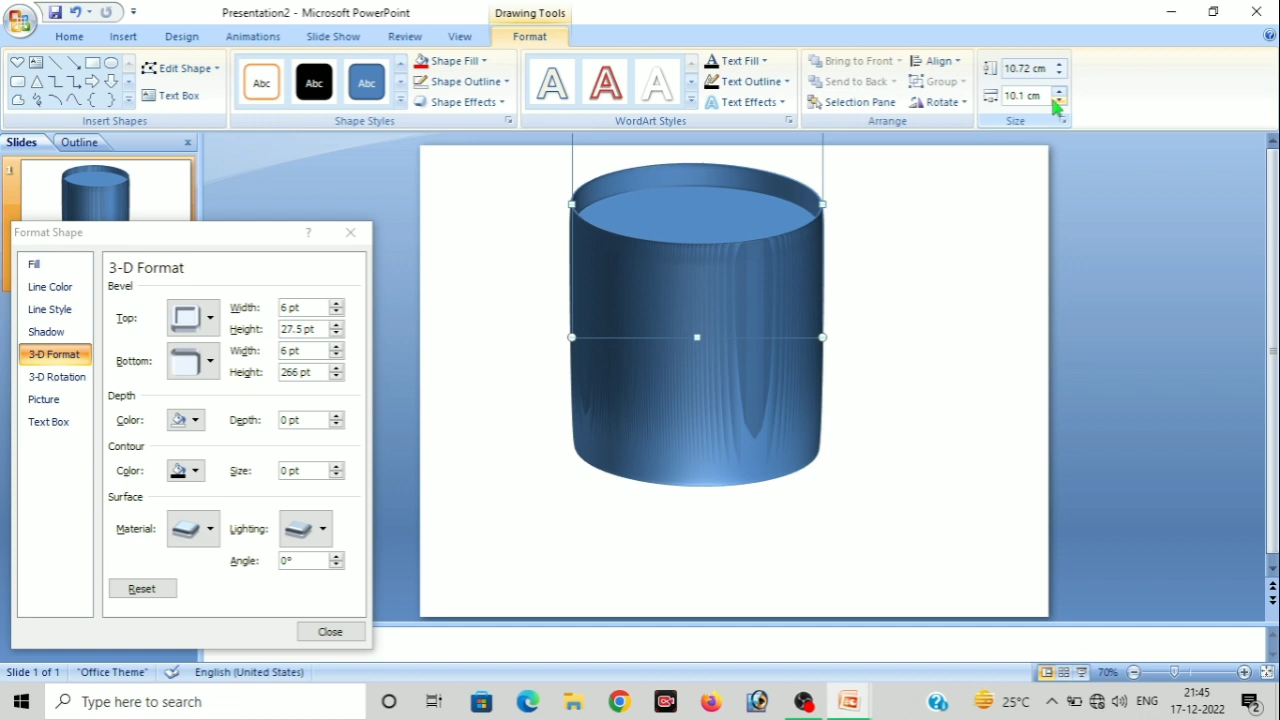 Presentation2 - Microsoft PowerPoint
Drawing Tools
Home Insert Design Animations Slide Show Review View Format
Edit Shape
Text Box
Insert Shapes
Abc Abc Abc
Shape Fill
Shape Outline
Shape Effects
Shape Styles
A A A
Text Fill
Text Outline
Text Effects
WordArt Styles
Bring to Front
Send to Back
Selection Pane
Align
Group
Rotate
Arrange
10.72 cm
10.1 cm
Size
Slides Outline
1
Format Shape
Fill
Line Color
Line Style
Shadow
3-D Format
3-D Rotation
Picture
Text Box
3-D Format
Bevel
Top:
Width: 6 pt
Height: 27.5 pt
Bottom:
Width: 6 pt
Height: 266 pt
Depth
Color: Depth: 0 pt
Contour
Color: Size: 0 pt
Surface
Material: Lighting:
Angle: 0°
Reset
Close
Slide 1 of 1 "Office Theme" English (United States) 70%
Type here to search
25°C ENG
21:45
17-12-2022
2